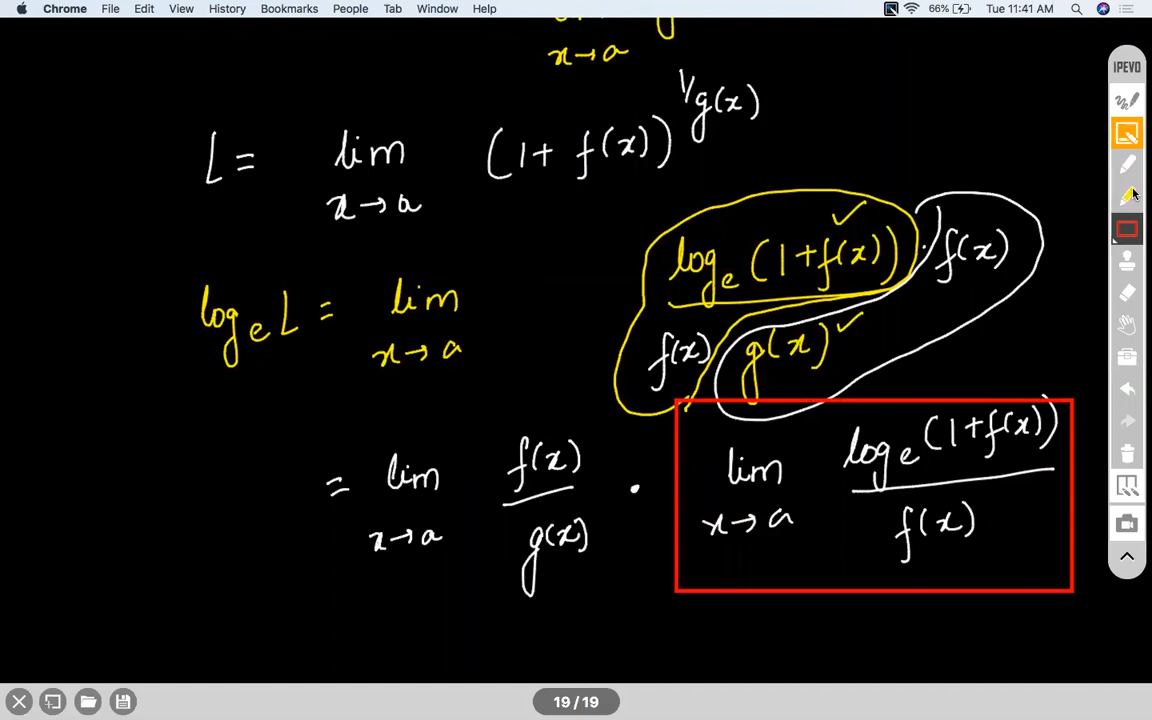 Chrome File Edit View History Bookmarks People Tab Window Help 66% Tue 11:41 AM
IPEVO
x→a
L = lim x→a (1+ f(x))^1/g(x)
log_e L = lim x→a log_e (1+f(x)) · f(x) / f(x) g(x)
= lim x→a f(x)/g(x) · lim x→a log_e (1+f(x)) / f(x)
19 / 19